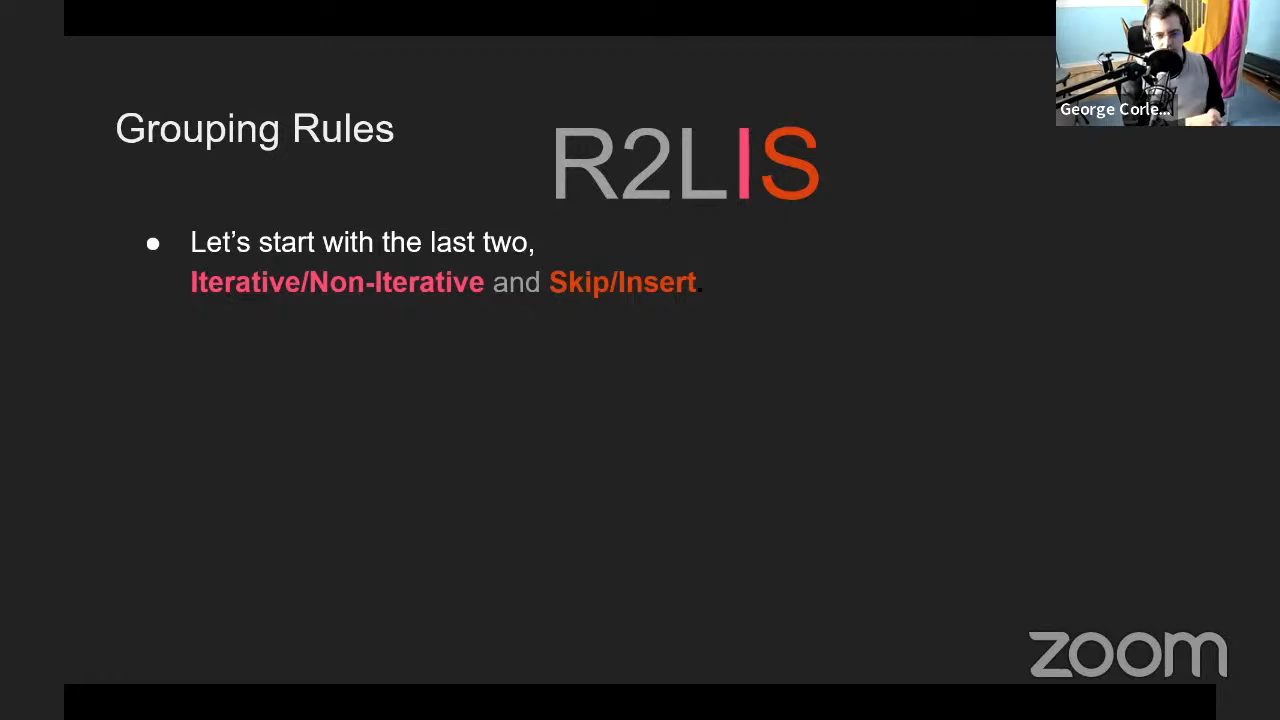 George Corle...
Grouping Rules
R2LIS
● Let's start with the last two,
Iterative/Non-Iterative and Skip/Insert.
zoom